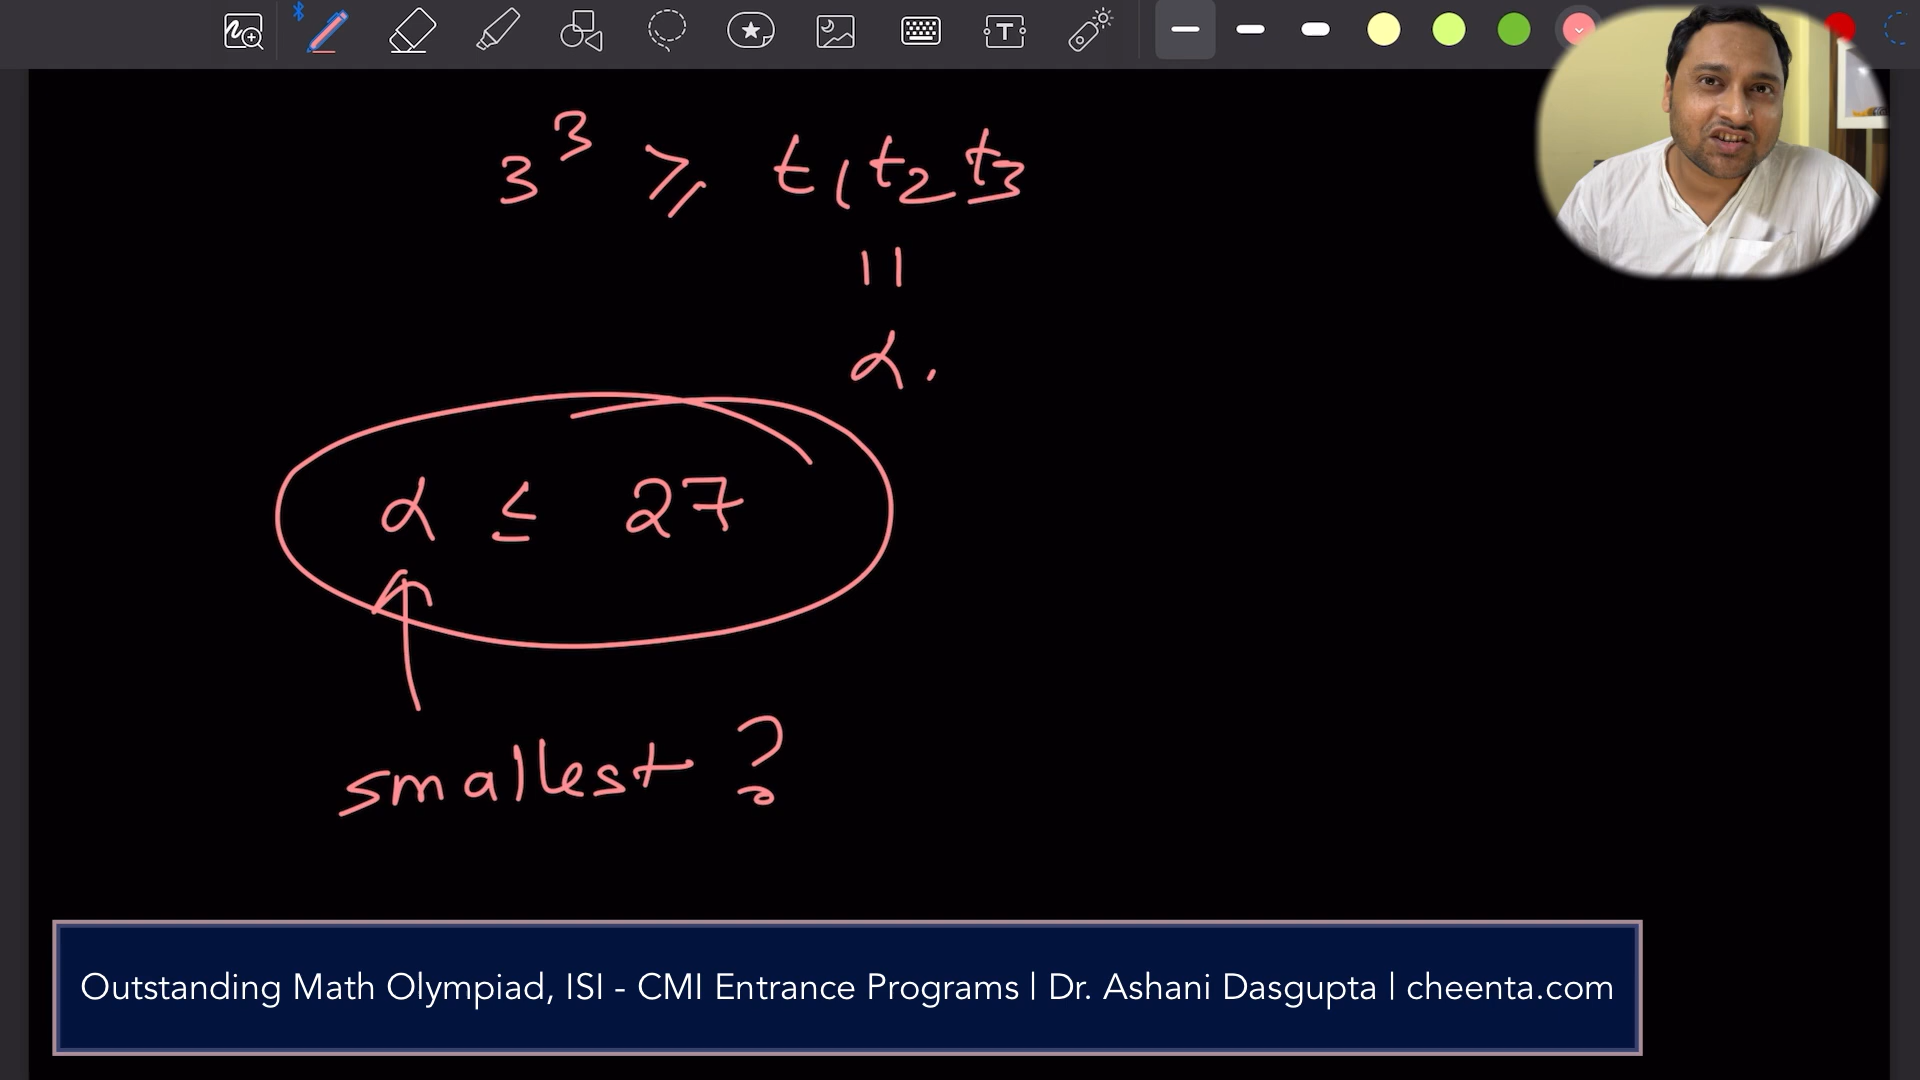 3³ ⩾ t₁t₂t₃
||
α.
α ≤ 27
smallest ?
Outstanding Math Olympiad, ISI - CMI Entrance Programs | Dr. Ashani Dasgupta | cheenta.com